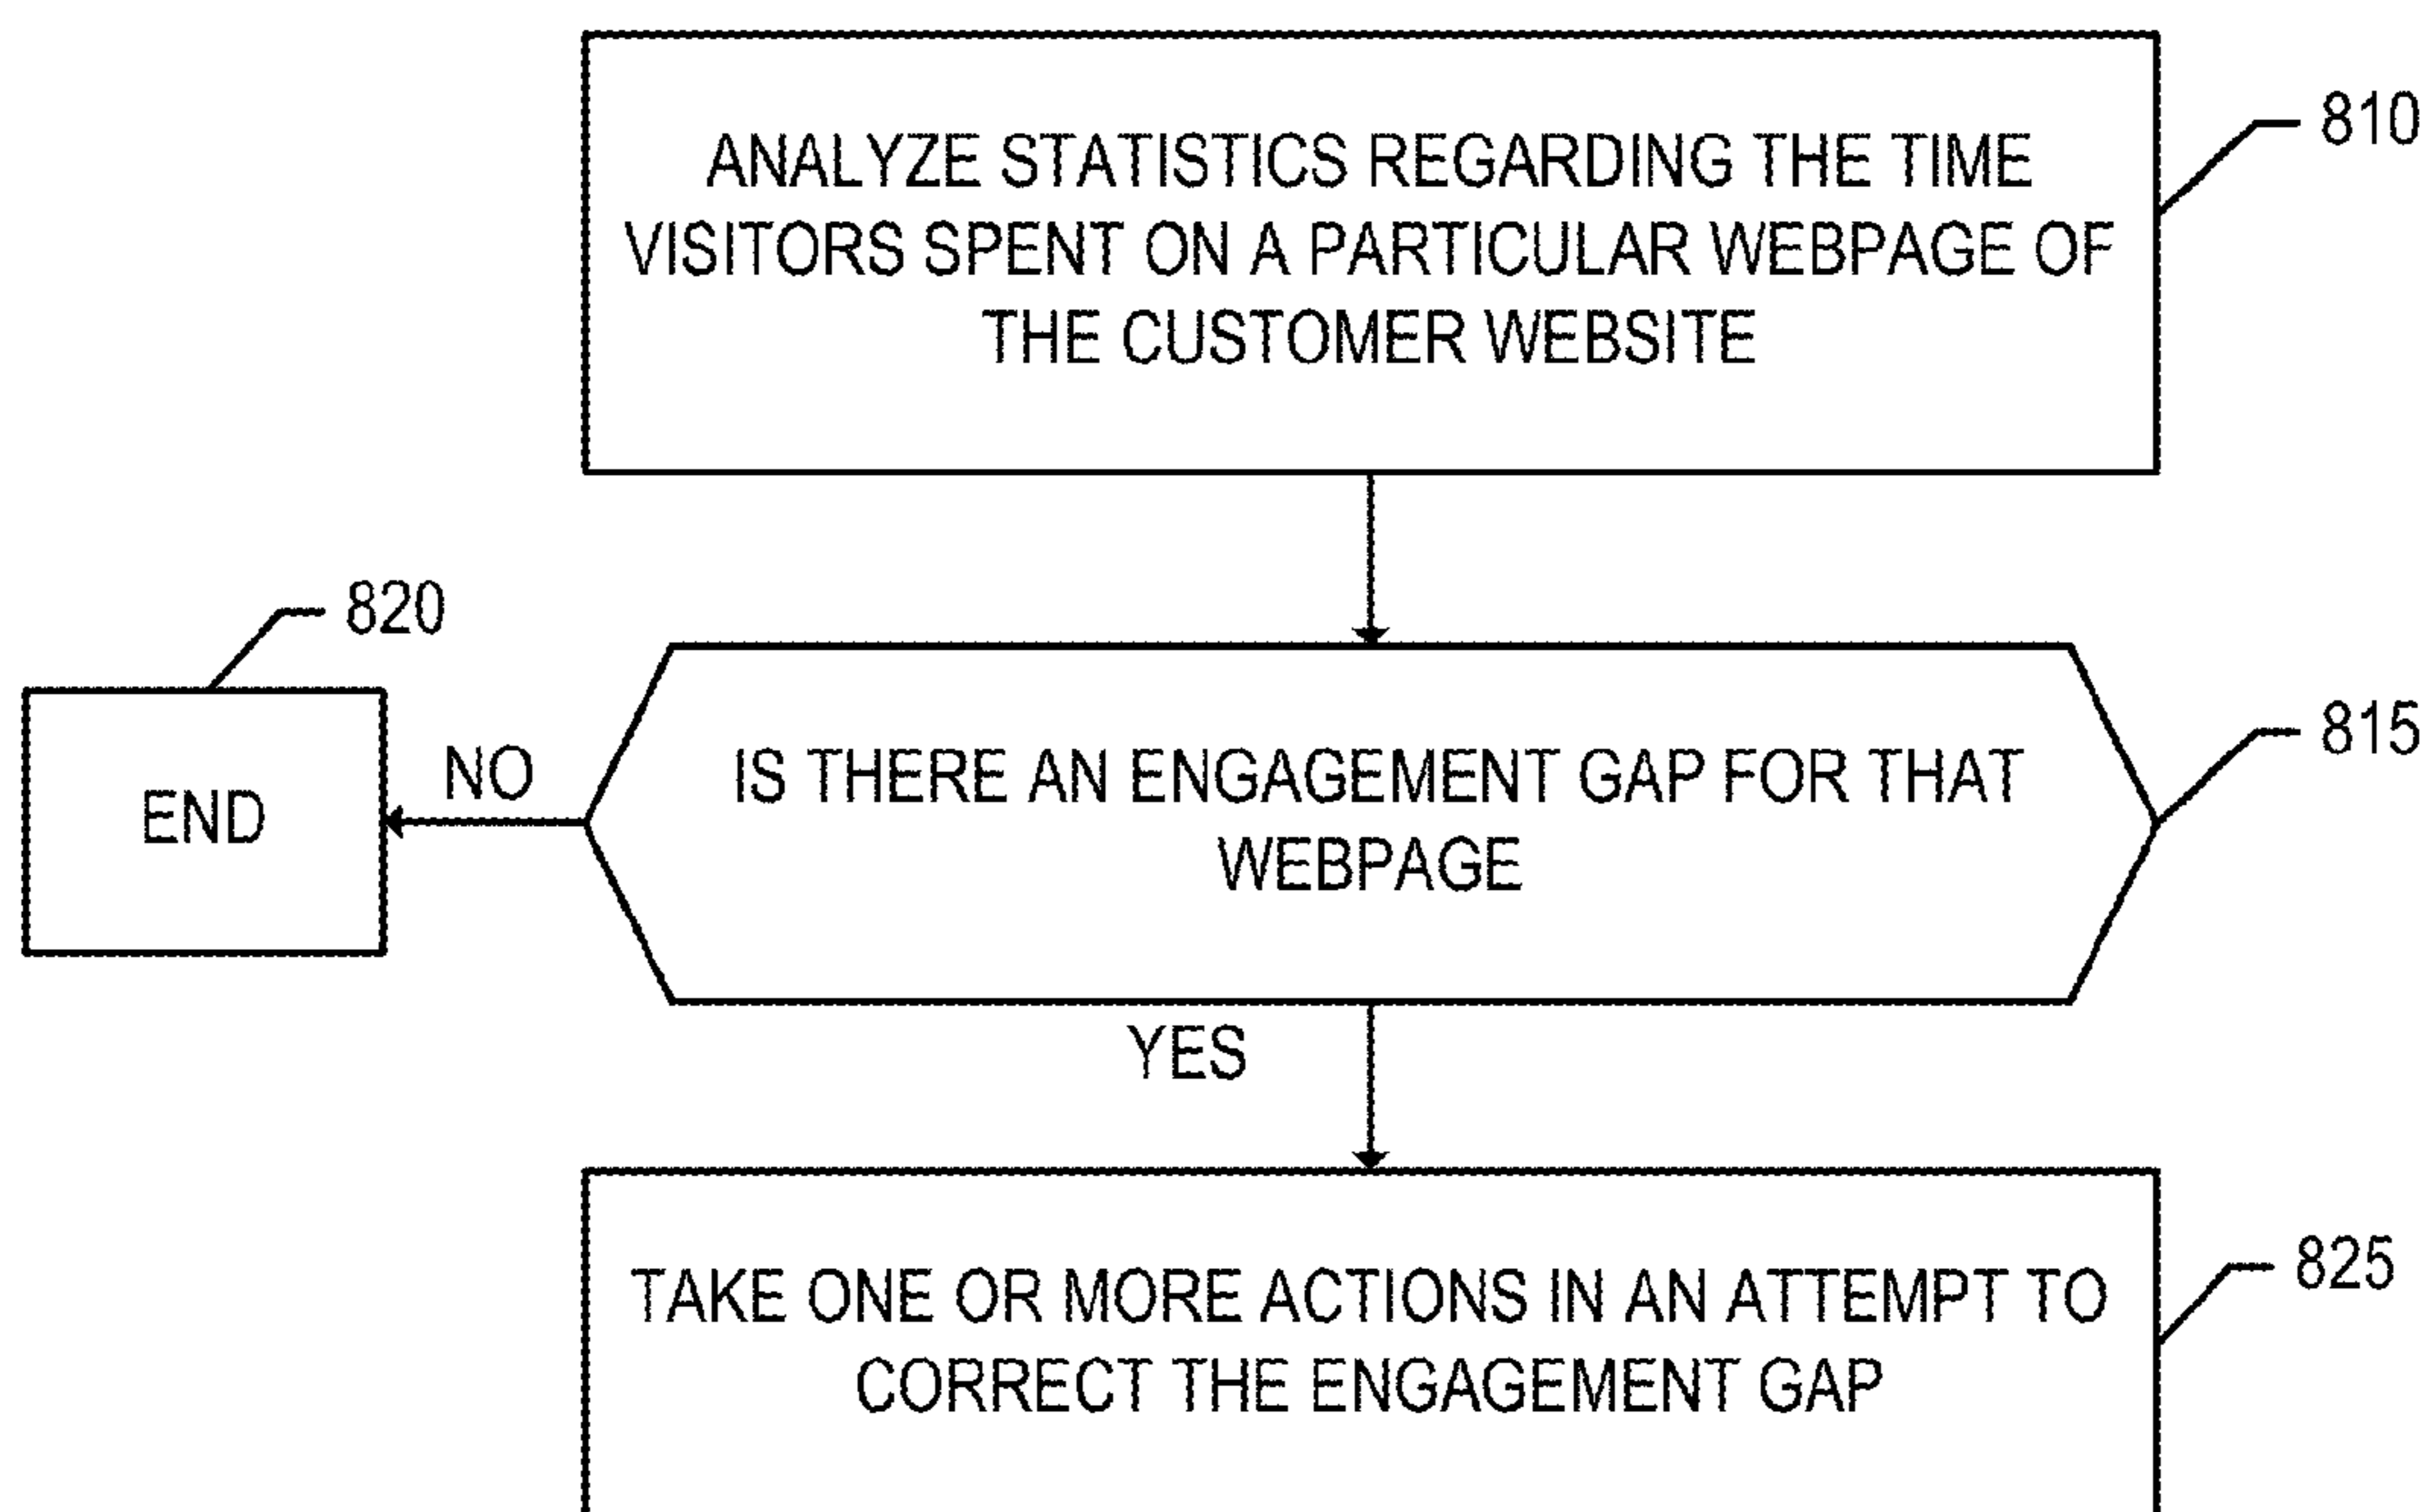 ANALYZE STATISTICS REGARDING THE TIME
VISITORS SPENT ON A PARTICULAR WEBPAGE OF
THE CUSTOMER WEBSITE
810
820
END
NO
IS THERE AN ENGAGEMENT GAP FOR THAT
WEBPAGE
815
YES
TAKE ONE OR MORE ACTIONS IN AN ATTEMPT TO
CORRECT THE ENGAGEMENT GAP
825